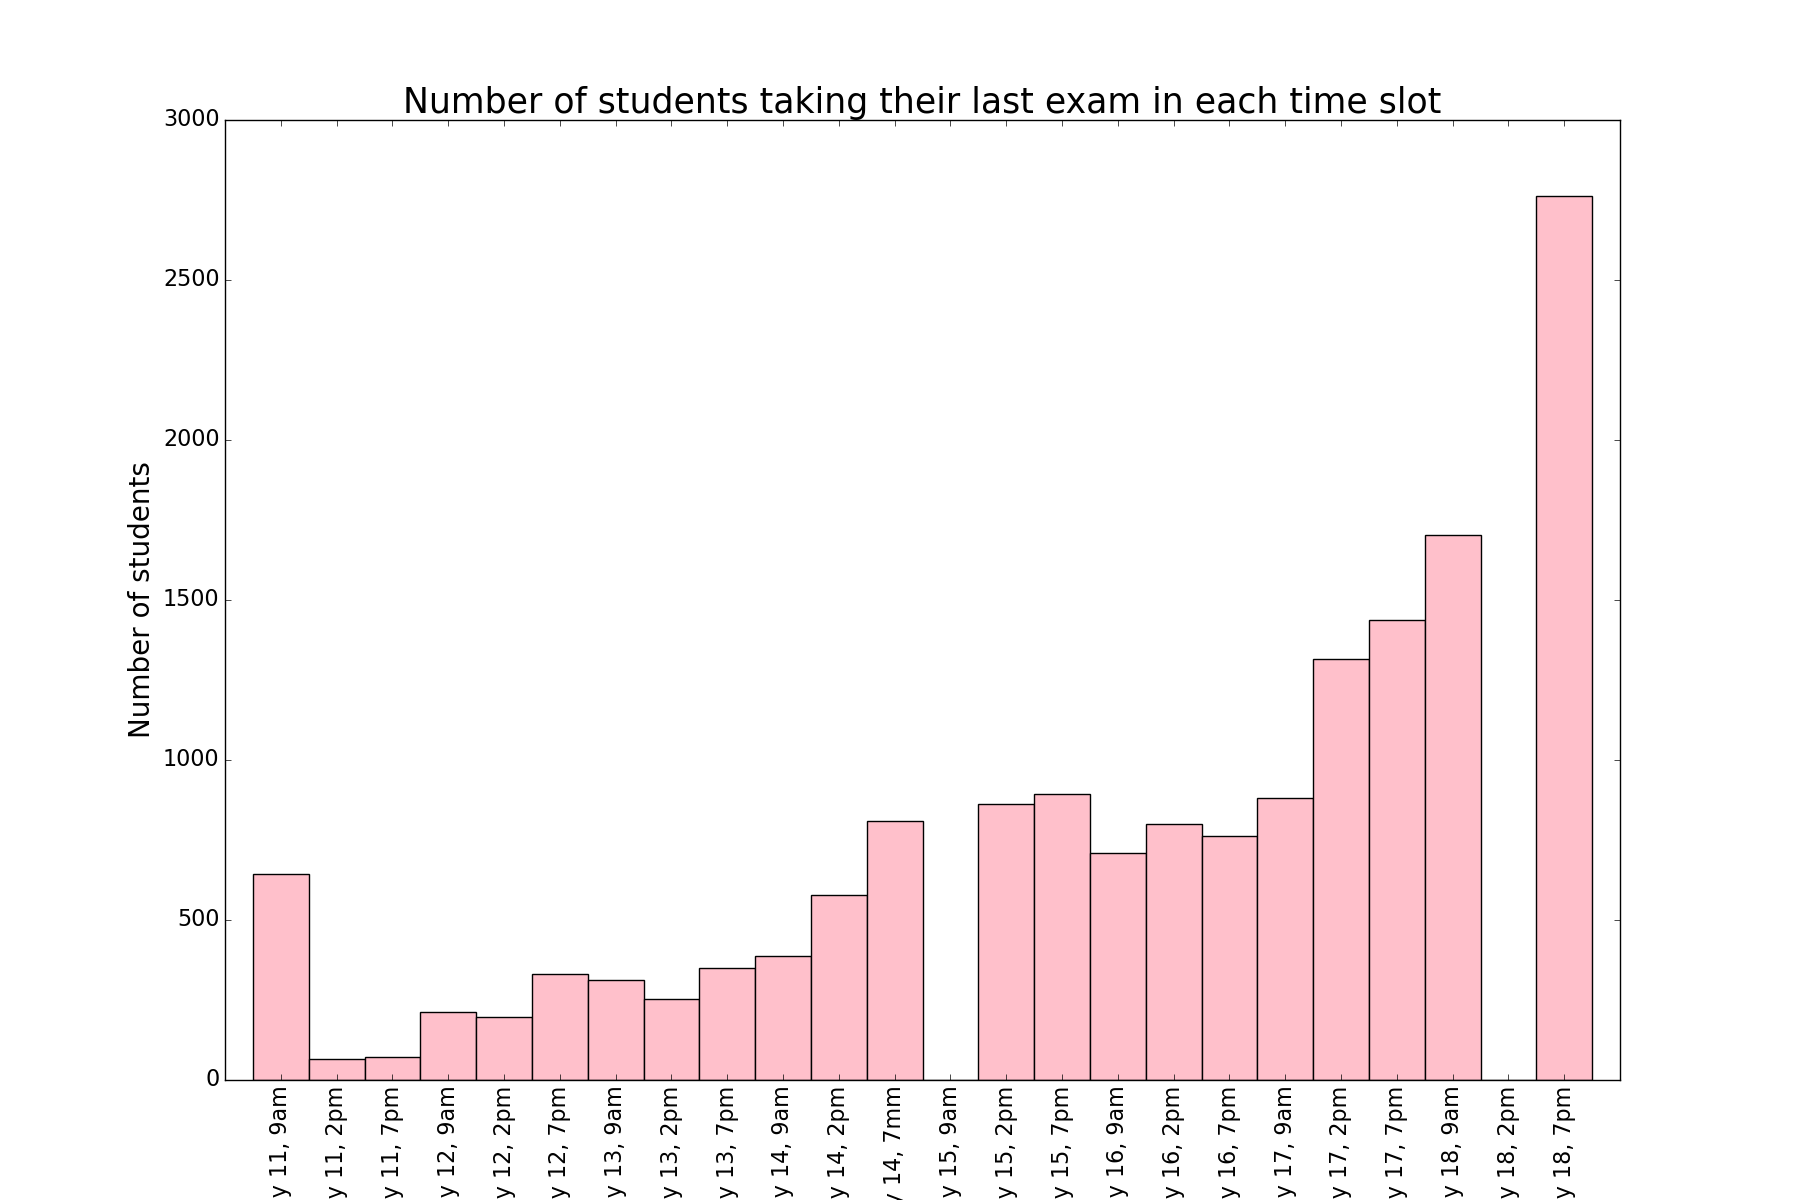 Number of students taking their last exam in each time slot
3000
2500
2000
1500
1000
500
0
Number of students
y 11, 9am
y 11, 2pm
y 11, 7pm
y 12, 9am
y 12, 2pm
y 12, 7pm
y 13, 9am
y 13, 2pm
y 13, 7pm
y 14, 9am
y 14, 2pm
y 14, 7mm
y 15, 9am
y 15, 2pm
y 15, 7pm
y 16, 9am
y 16, 2pm
y 16, 7pm
y 17, 9am
y 17, 2pm
y 17, 7pm
y 18, 9am
y 18, 2pm
y 18, 7pm